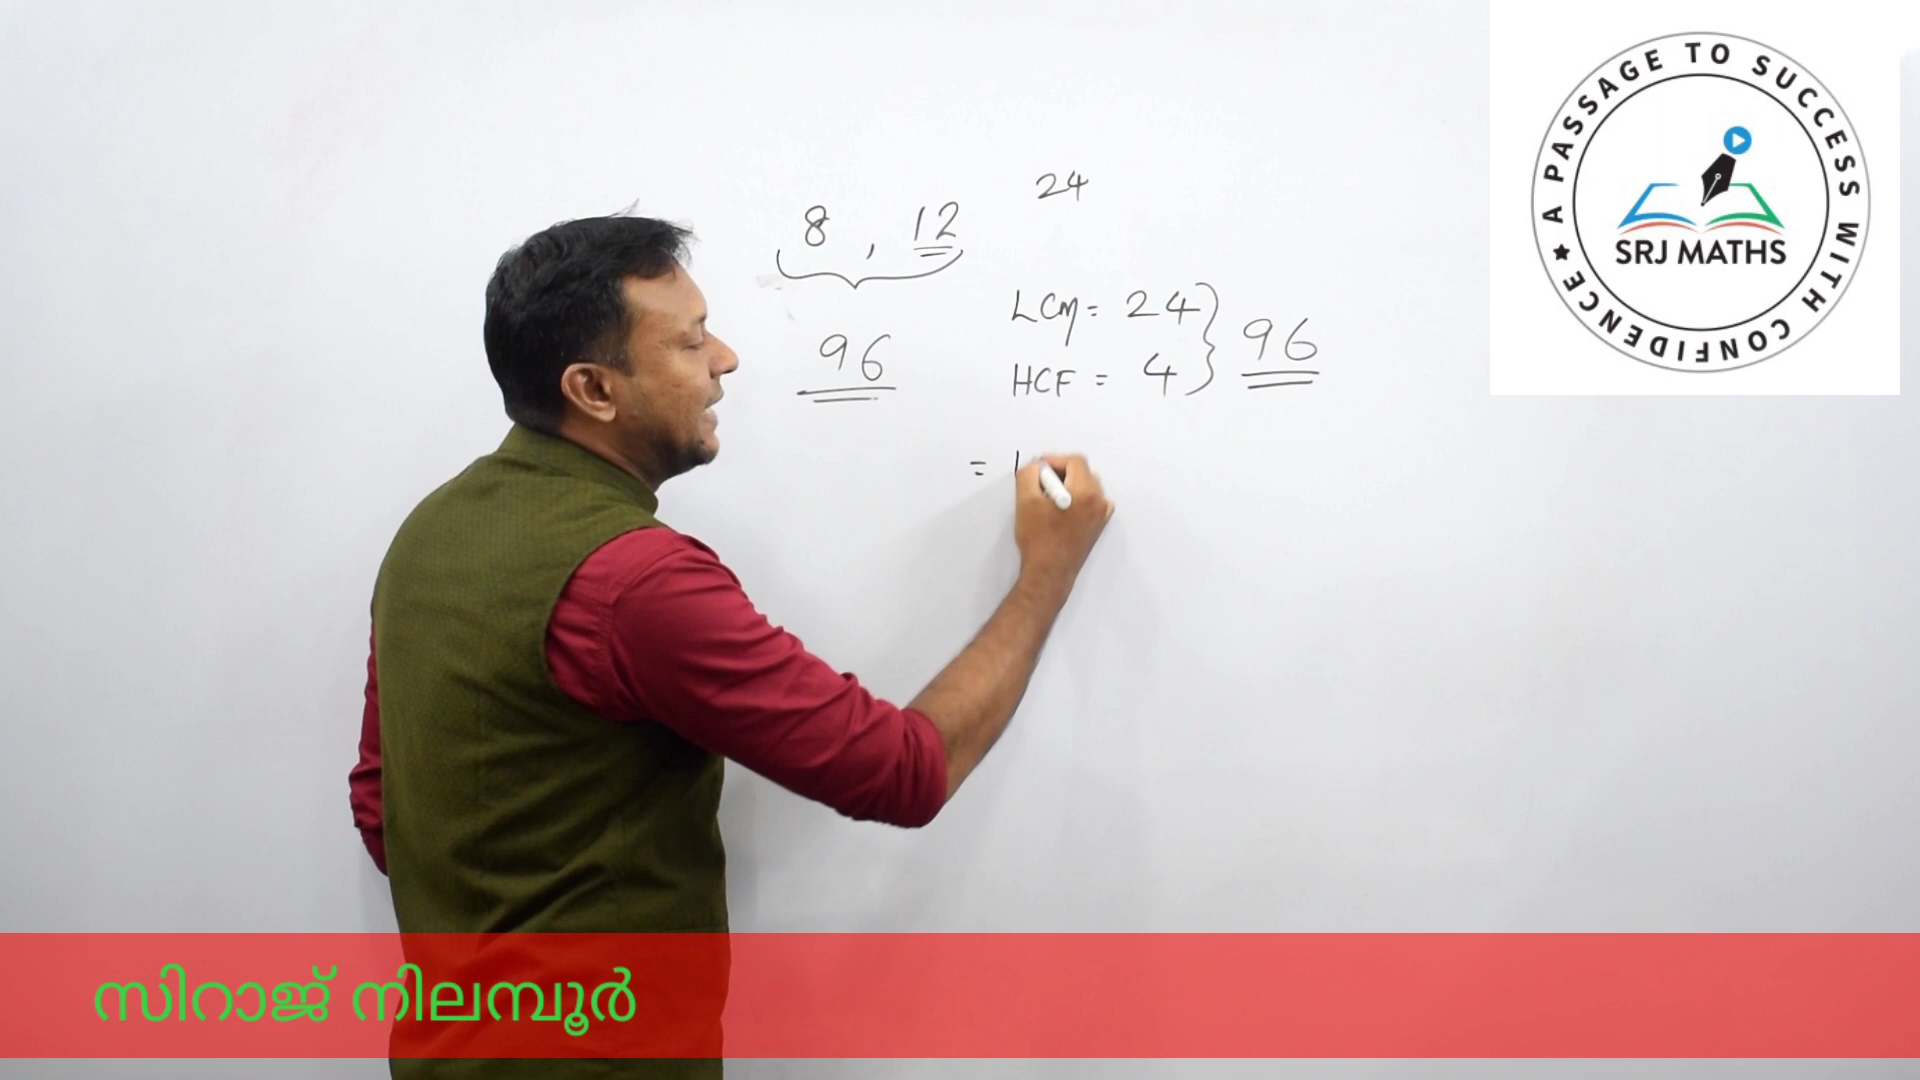 24
8 , 12
LCM = 24
96
HCF = 4
96
=
A PASSAGE TO SUCCESS WITH CONFIDENCE
SRJ MATHS
സിറാജ് നിലമ്പൂർ